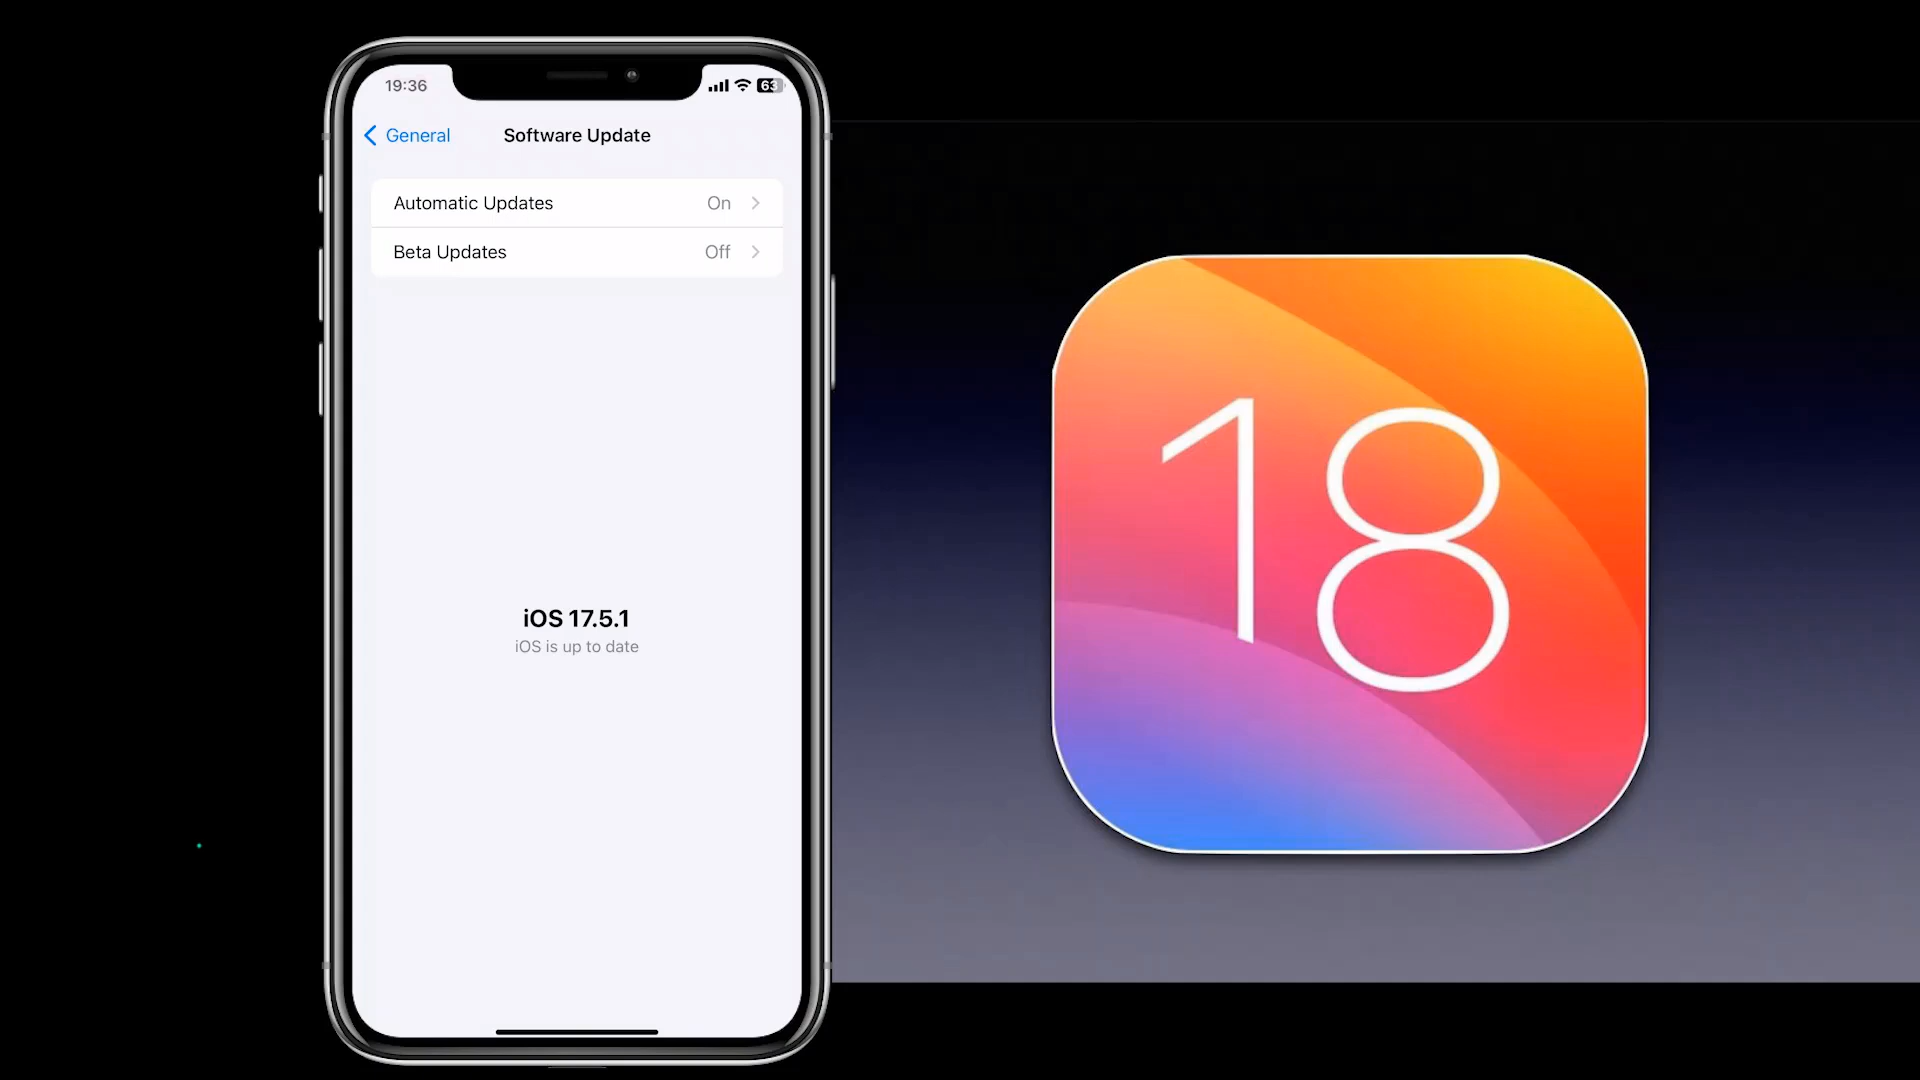 19:36
63
General
Software Update
Automatic Updates On
Beta Updates Off
iOS 17.5.1
iOS is up to date
18